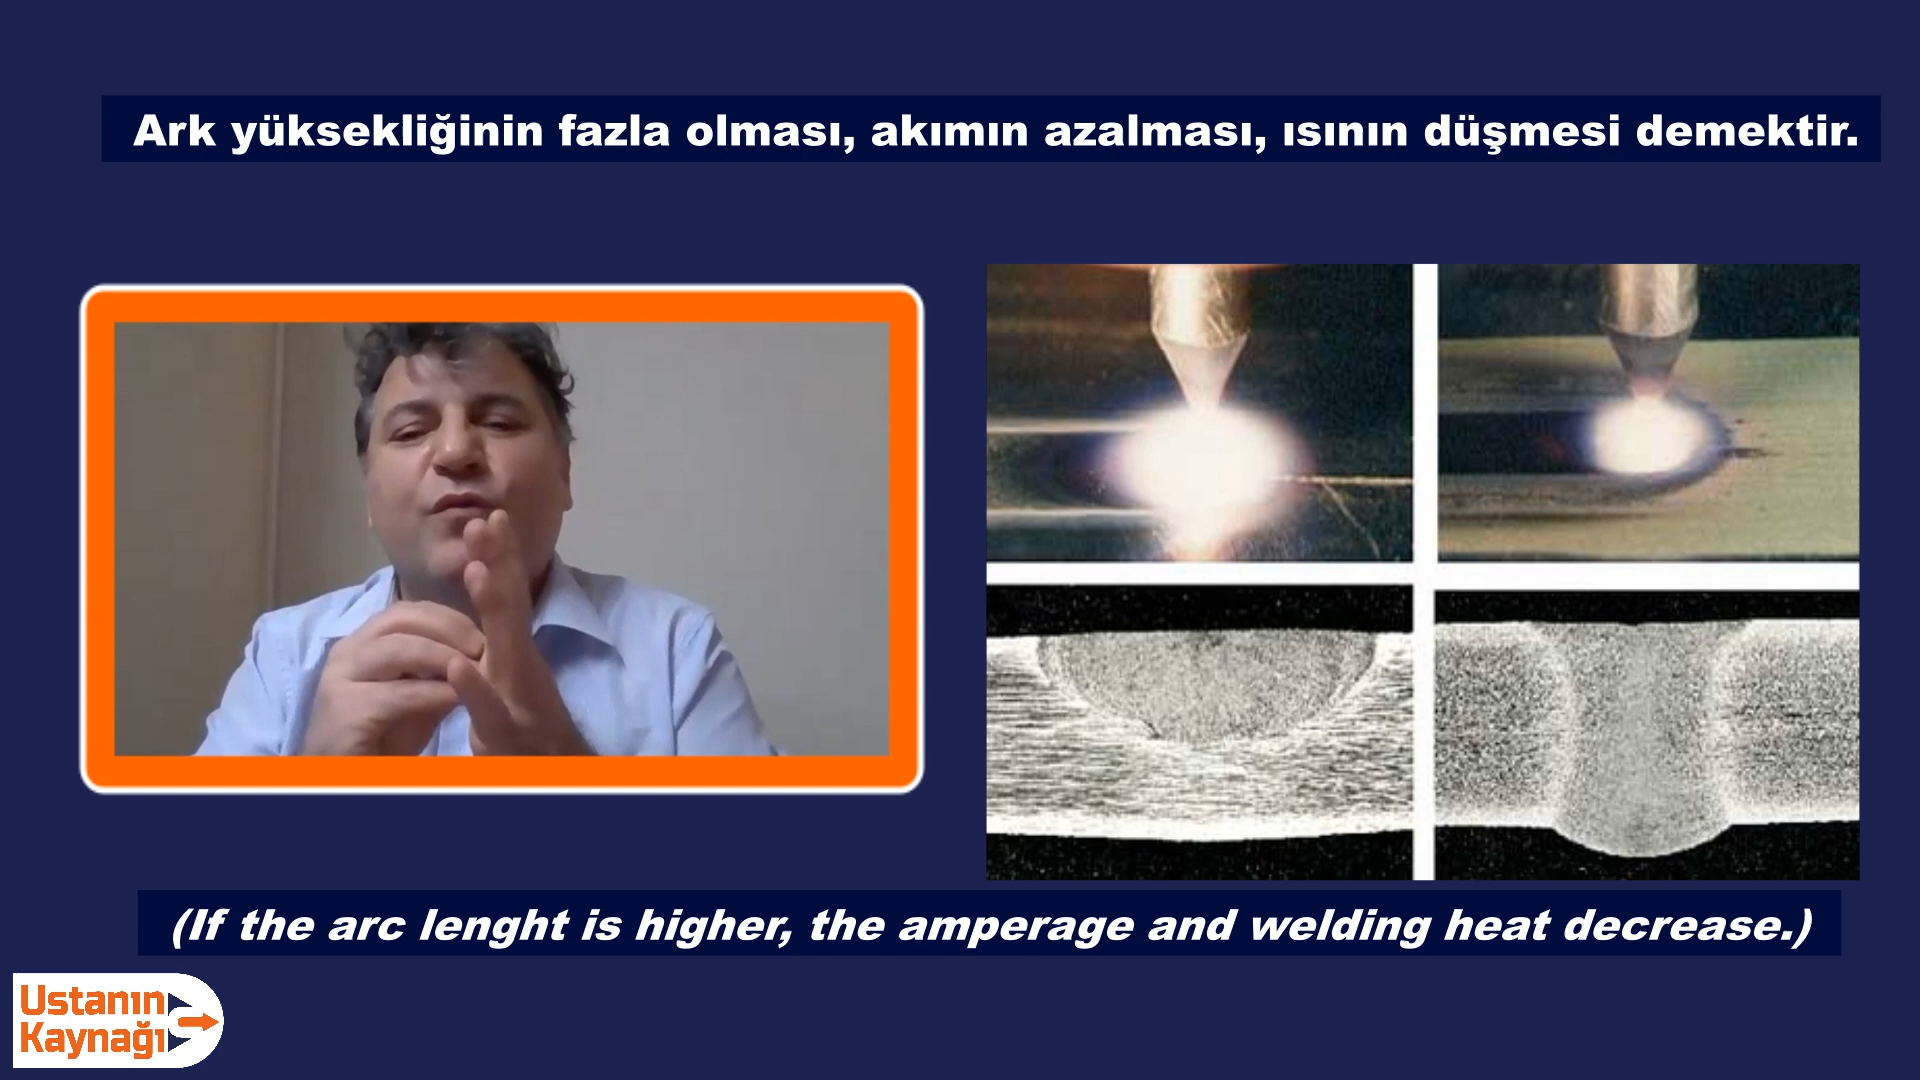 Ark yüksekliğinin fazla olması, akımın azalması, ısının düşmesi demektir.
(If the arc lenght is higher, the amperage and welding heat decrease.)
Ustanın
Kaynağı